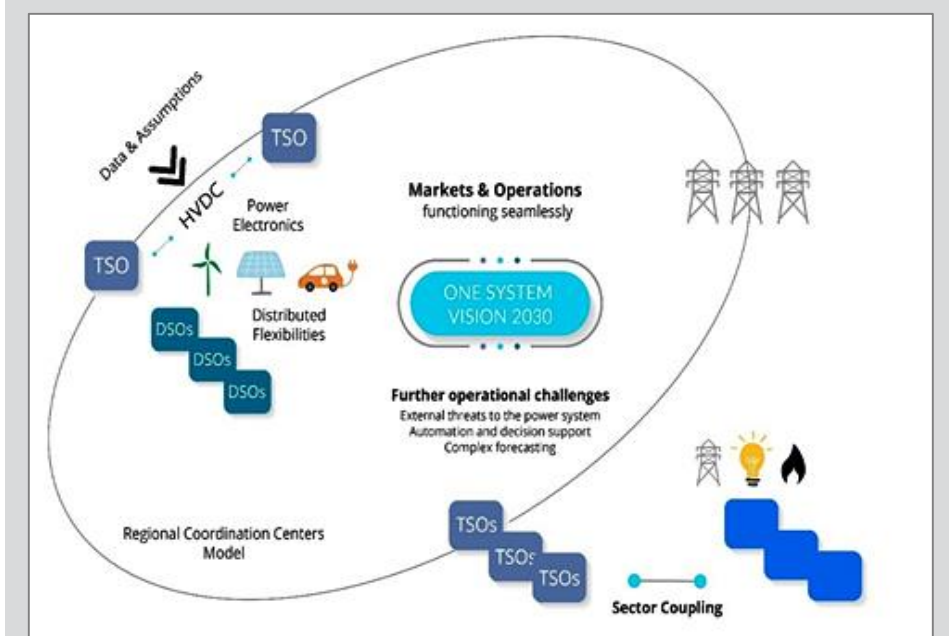 Data & Assumptions
TSO
HVDC
TSO
Power
Electronics
Distributed
Flexibilities
DSOs
DSOs
DSOs
Markets & Operations
functioning seamlessly
ONE SYSTEM
VISION 2030
Further operational challenges
External threats to the power system
Automation and decision support
Complex forecasting
Regional Coordination Centers
Model
TSOs
TSOs
TSOs
Sector Coupling